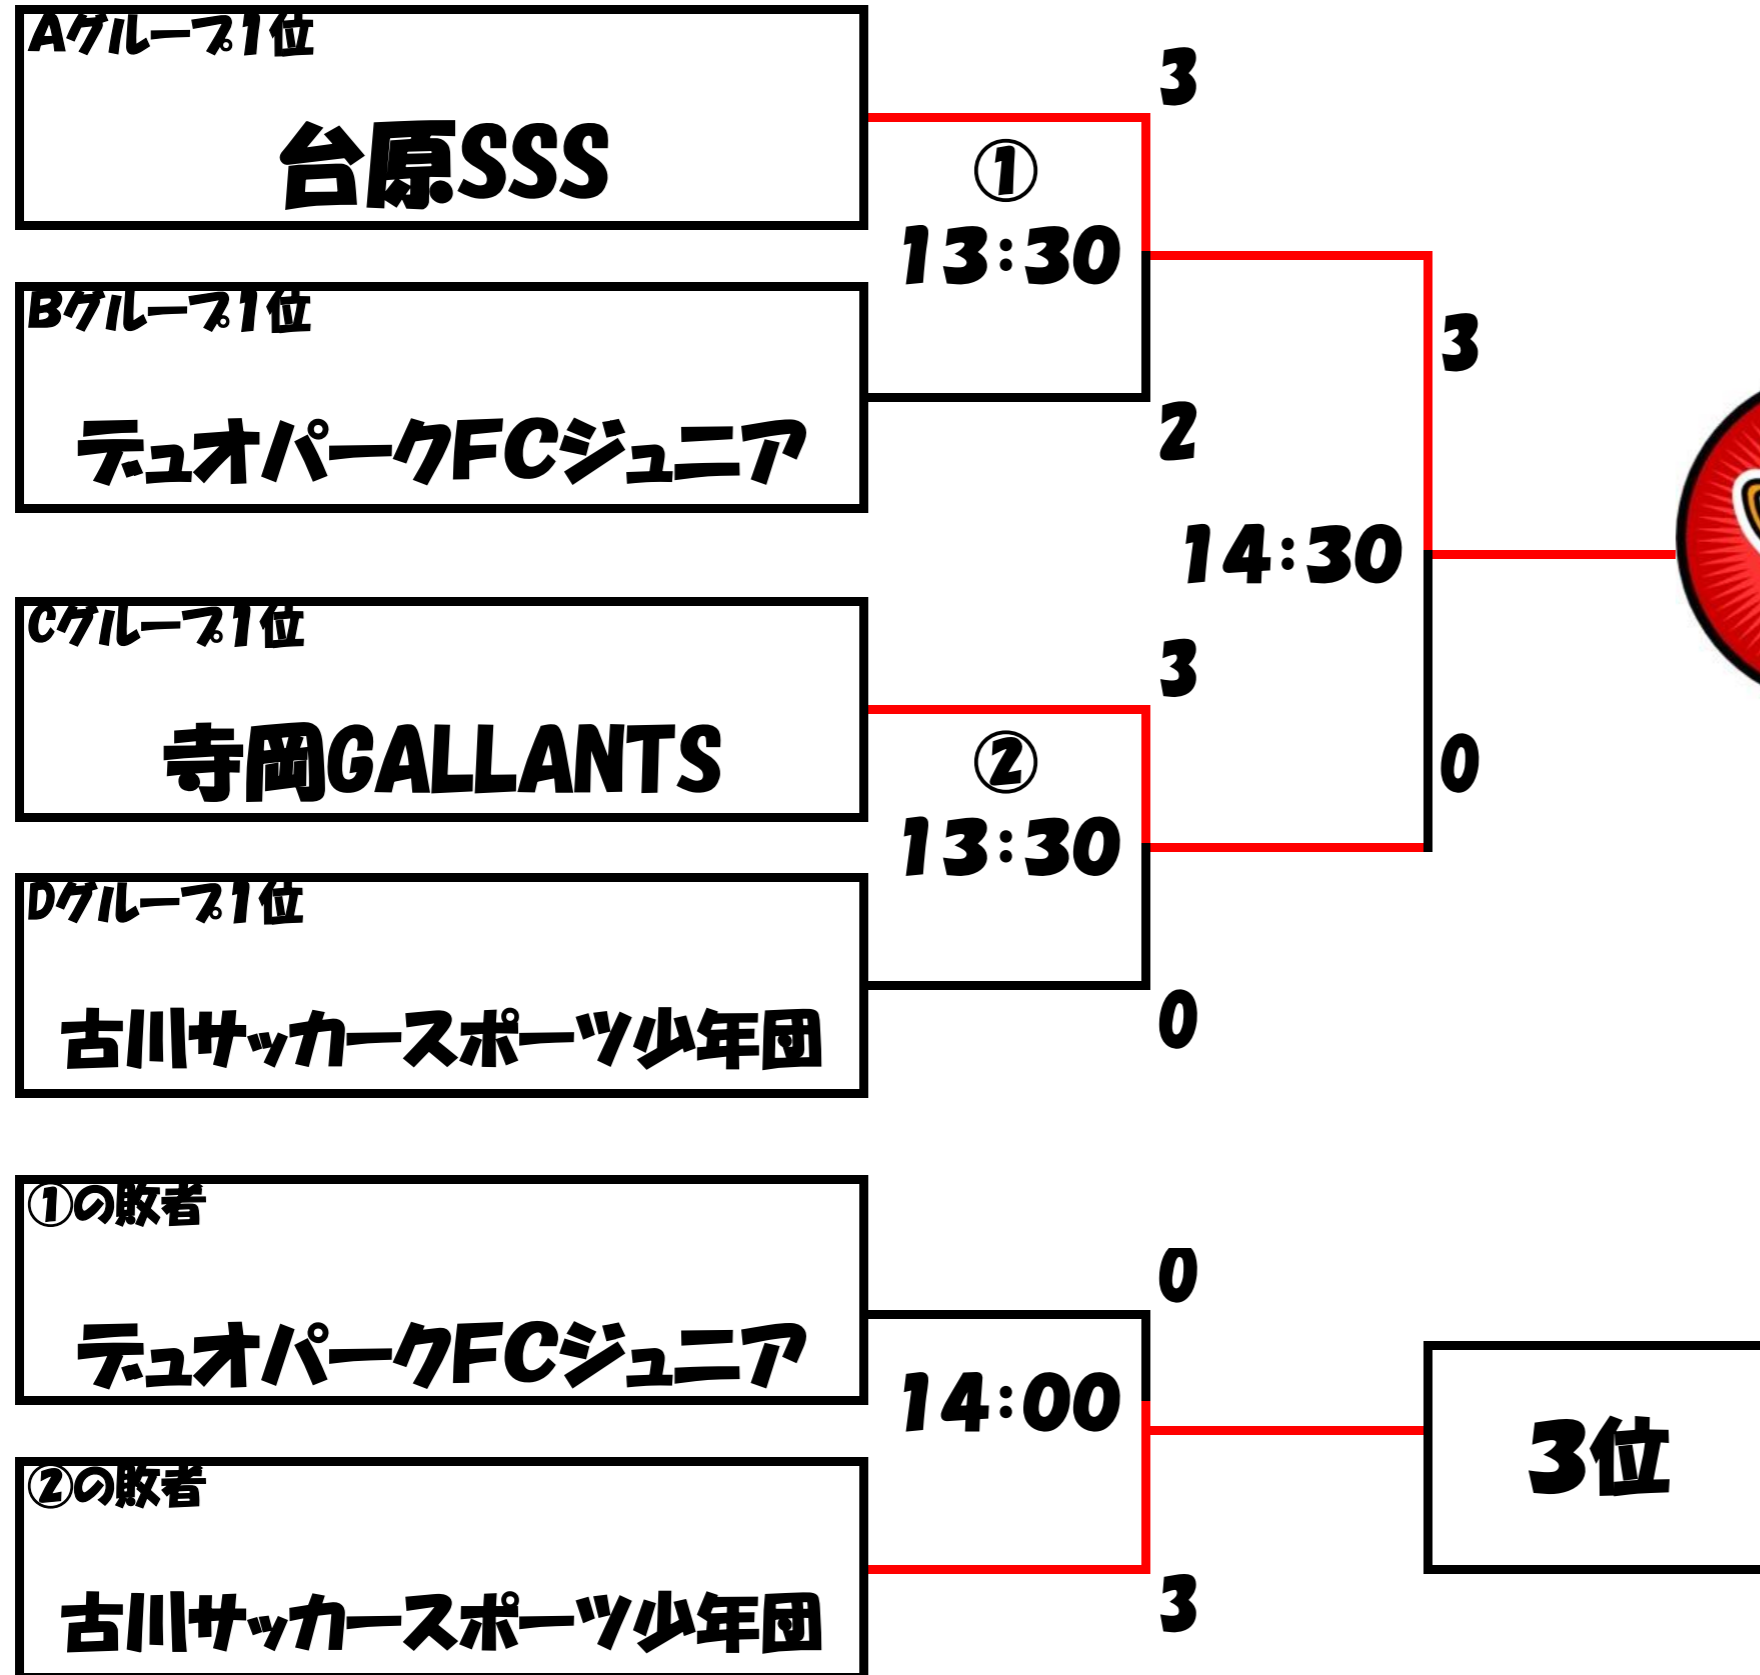 Aグループ1位
台原SSS
3
①
13:30
Bグループ1位
デュオパークFCジュニア
2
3
14:30
Cグループ1位
寺岡GALLANTS
3
②
13:30
0
Dグループ1位
古川サッカースポーツ少年団
0
①の敗者
デュオパークFCジュニア
0
14:00
3位
②の敗者
古川サッカースポーツ少年団
3